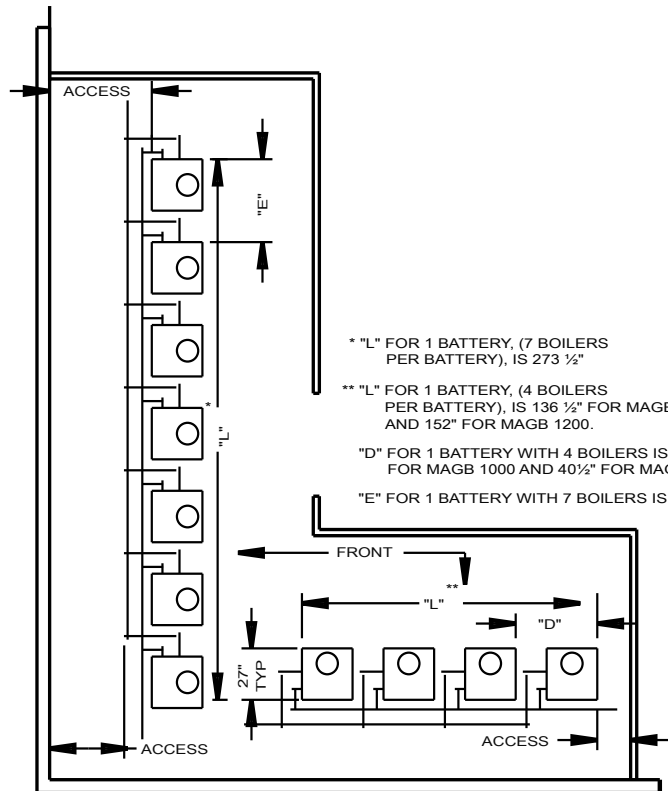 ACCESS
"E"
* "L" FOR 1 BATTERY, (7 BOILERS
PER BATTERY), IS 273 ½"
** "L" FOR 1 BATTERY, (4 BOILERS
PER BATTERY), IS 136 ½" FOR MAGB
AND 152" FOR MAGB 1200.
"D" FOR 1 BATTERY WITH 4 BOILERS IS
FOR MAGB 1000 AND 40½" FOR
"E" FOR 1 BATTERY WITH 7 BOILERS IS
*
"L"
FRONT
**
"L"
"D"
27"
TYP
ACCESS
ACCESS